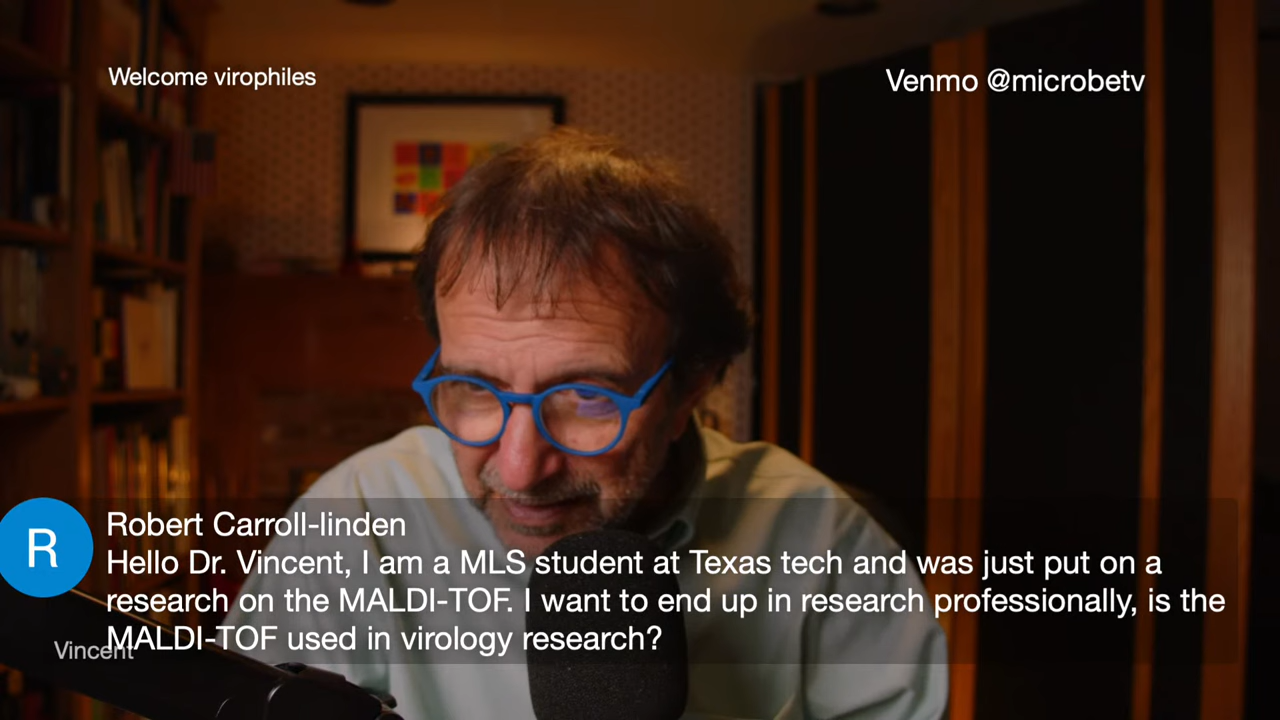 Welcome virophiles
Venmo @microbetv
R
Robert Carroll-linden
Hello Dr. Vincent, I am a MLS student at Texas tech and was just put on a
research on the MALDI-TOF. I want to end up in research professionally, is the
MALDI-TOF used in virology research?
Vincent